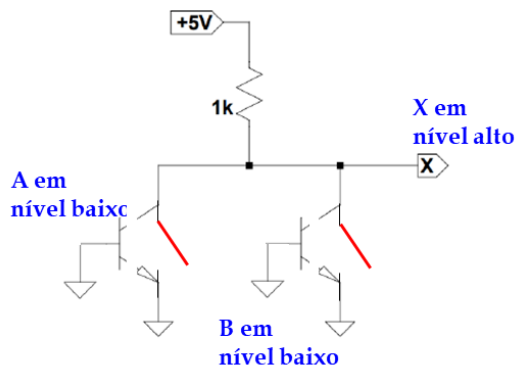 +5V
1k
X em
nível alto
X
A em
nível baixo
B em
nível baixo